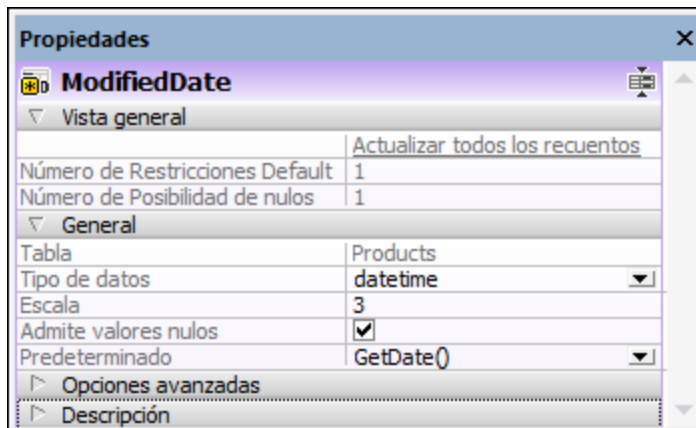 Propiedades
ModifiedDate
Vista general
Actualizar todos los recuentos
Número de Restricciones Default 1
Número de Posibilidad de nulos 1
General
Tabla Products
Tipo de datos datetime
Escala 3
Admite valores nulos
Predeterminado GetDate()
Opciones avanzadas
Descripción